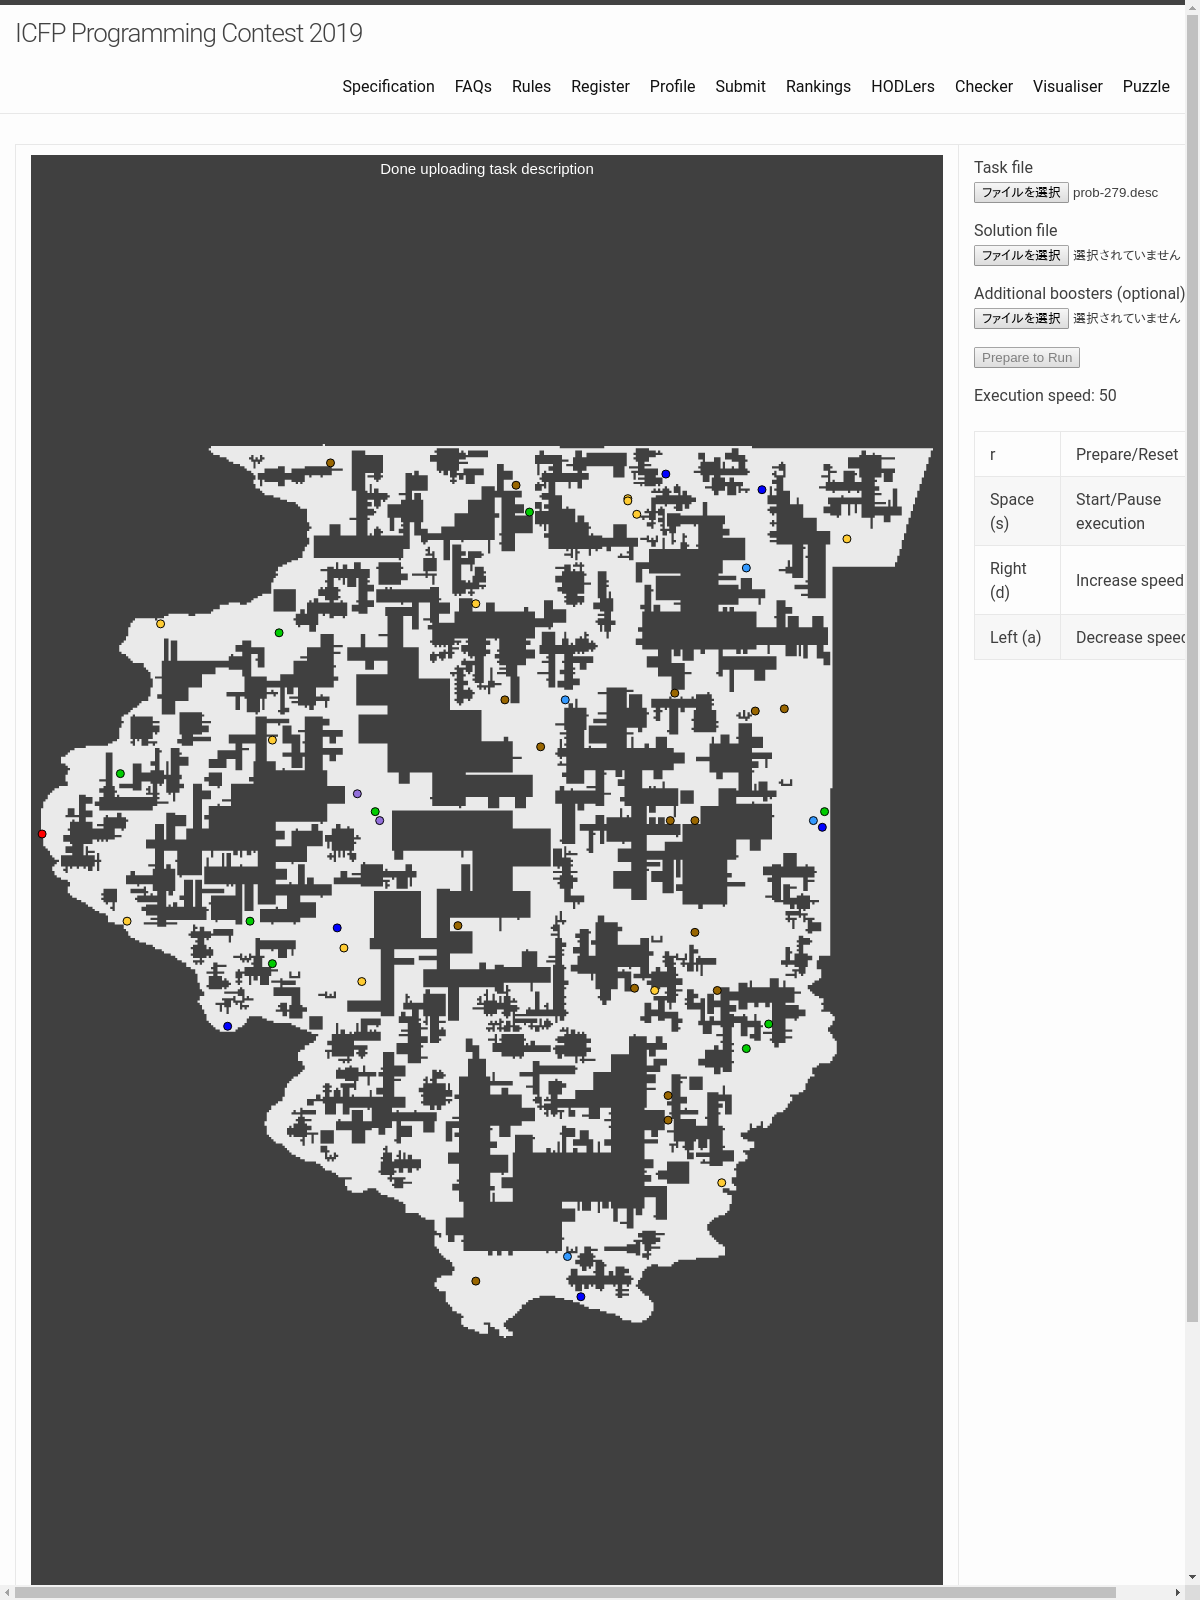 ICFP Programming Contest 2019
Specification FAQs Rules Register Profile Submit Rankings HODLers Checker Visualiser Puzzle
Done uploading task description
Task file
ファイルを選択 prob-279.desc
Solution file
ファイルを選択 選択されていません
Additional boosters (optional)
ファイルを選択 選択されていません
Prepare to Run
Execution speed: 50
r Prepare/Reset
Space (s) Start/Pause execution
Right (d) Increase speed
Left (a) Decrease speed